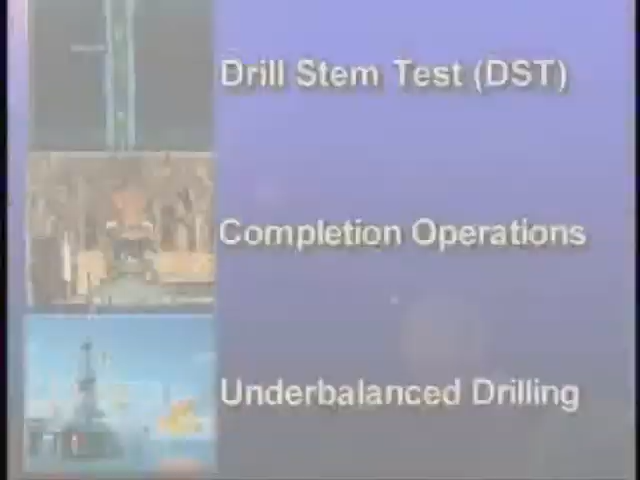 Drill Stem Test (DST)
Completion Operations
Underbalanced Drilling